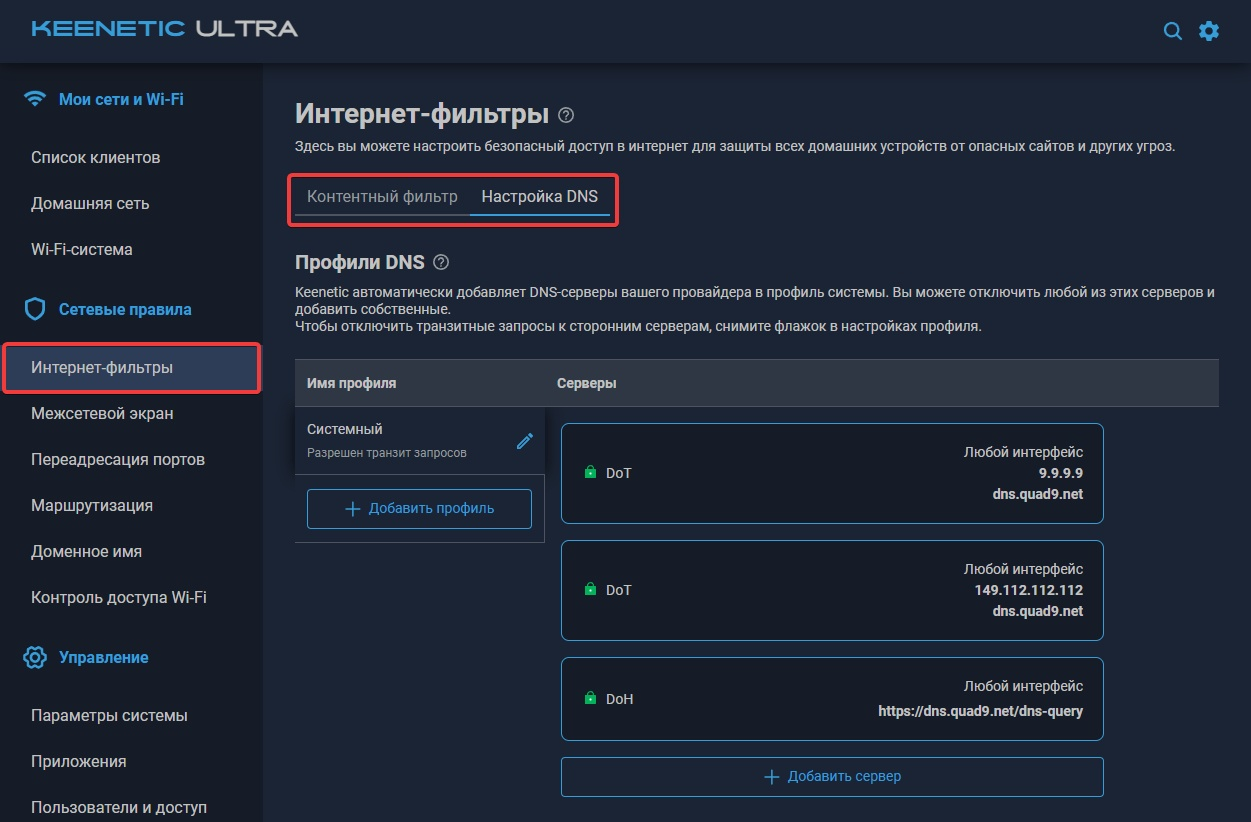 KEENETIC ULTRA
Мои сети и Wi-Fi
Список клиентов
Домашняя сеть
Wi-Fi-система
Сетевые правила
Интернет-фильтры
Межсетевой экран
Переадресация портов
Маршрутизация
Доменное имя
Контроль доступа Wi-Fi
Управление
Параметры системы
Приложения
Пользователи и доступ
Интернет-фильтры ?
Здесь вы можете настроить безопасный доступ в интернет для защиты всех домашних устройств от опасных сайтов и других угроз.
Контентный фильтр Настройка DNS
Профили DNS ?
Keenetic автоматически добавляет DNS-серверы вашего провайдера в профиль системы. Вы можете отключить любой из этих серверов и
добавить собственные.
Чтобы отключить транзитные запросы к сторонним серверам, снимите флажок в настройках профиля.
Имя профиля Серверы
Системный
Разрешен транзит запросов
+ Добавить профиль
DoT
Любой интерфейс
9.9.9.9
dns.quad9.net
DoT
Любой интерфейс
149.112.112.112
dns.quad9.net
DoH
Любой интерфейс
https://dns.quad9.net/dns-query
+ Добавить сервер